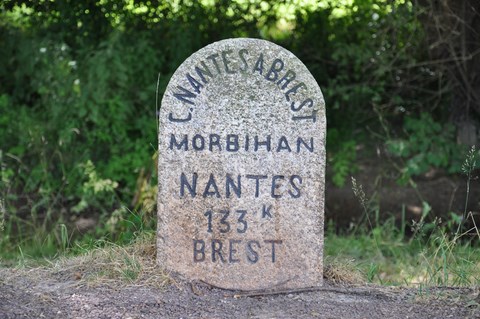 C. NANTES A BREST
MORBIHAN
NANTES
133 K
BREST